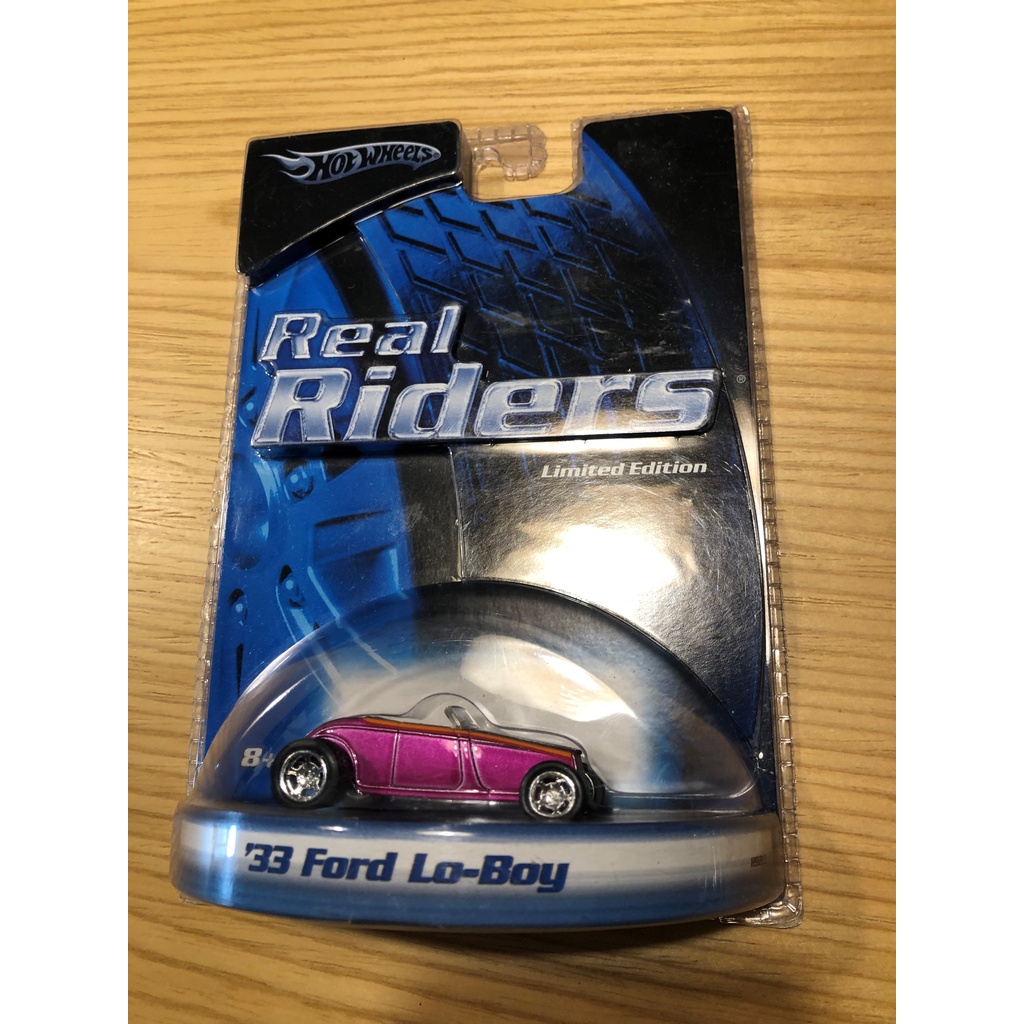 HOT WHEELS
Real
Riders
®
Limited Edition
8+
'33 Ford Lo-Boy